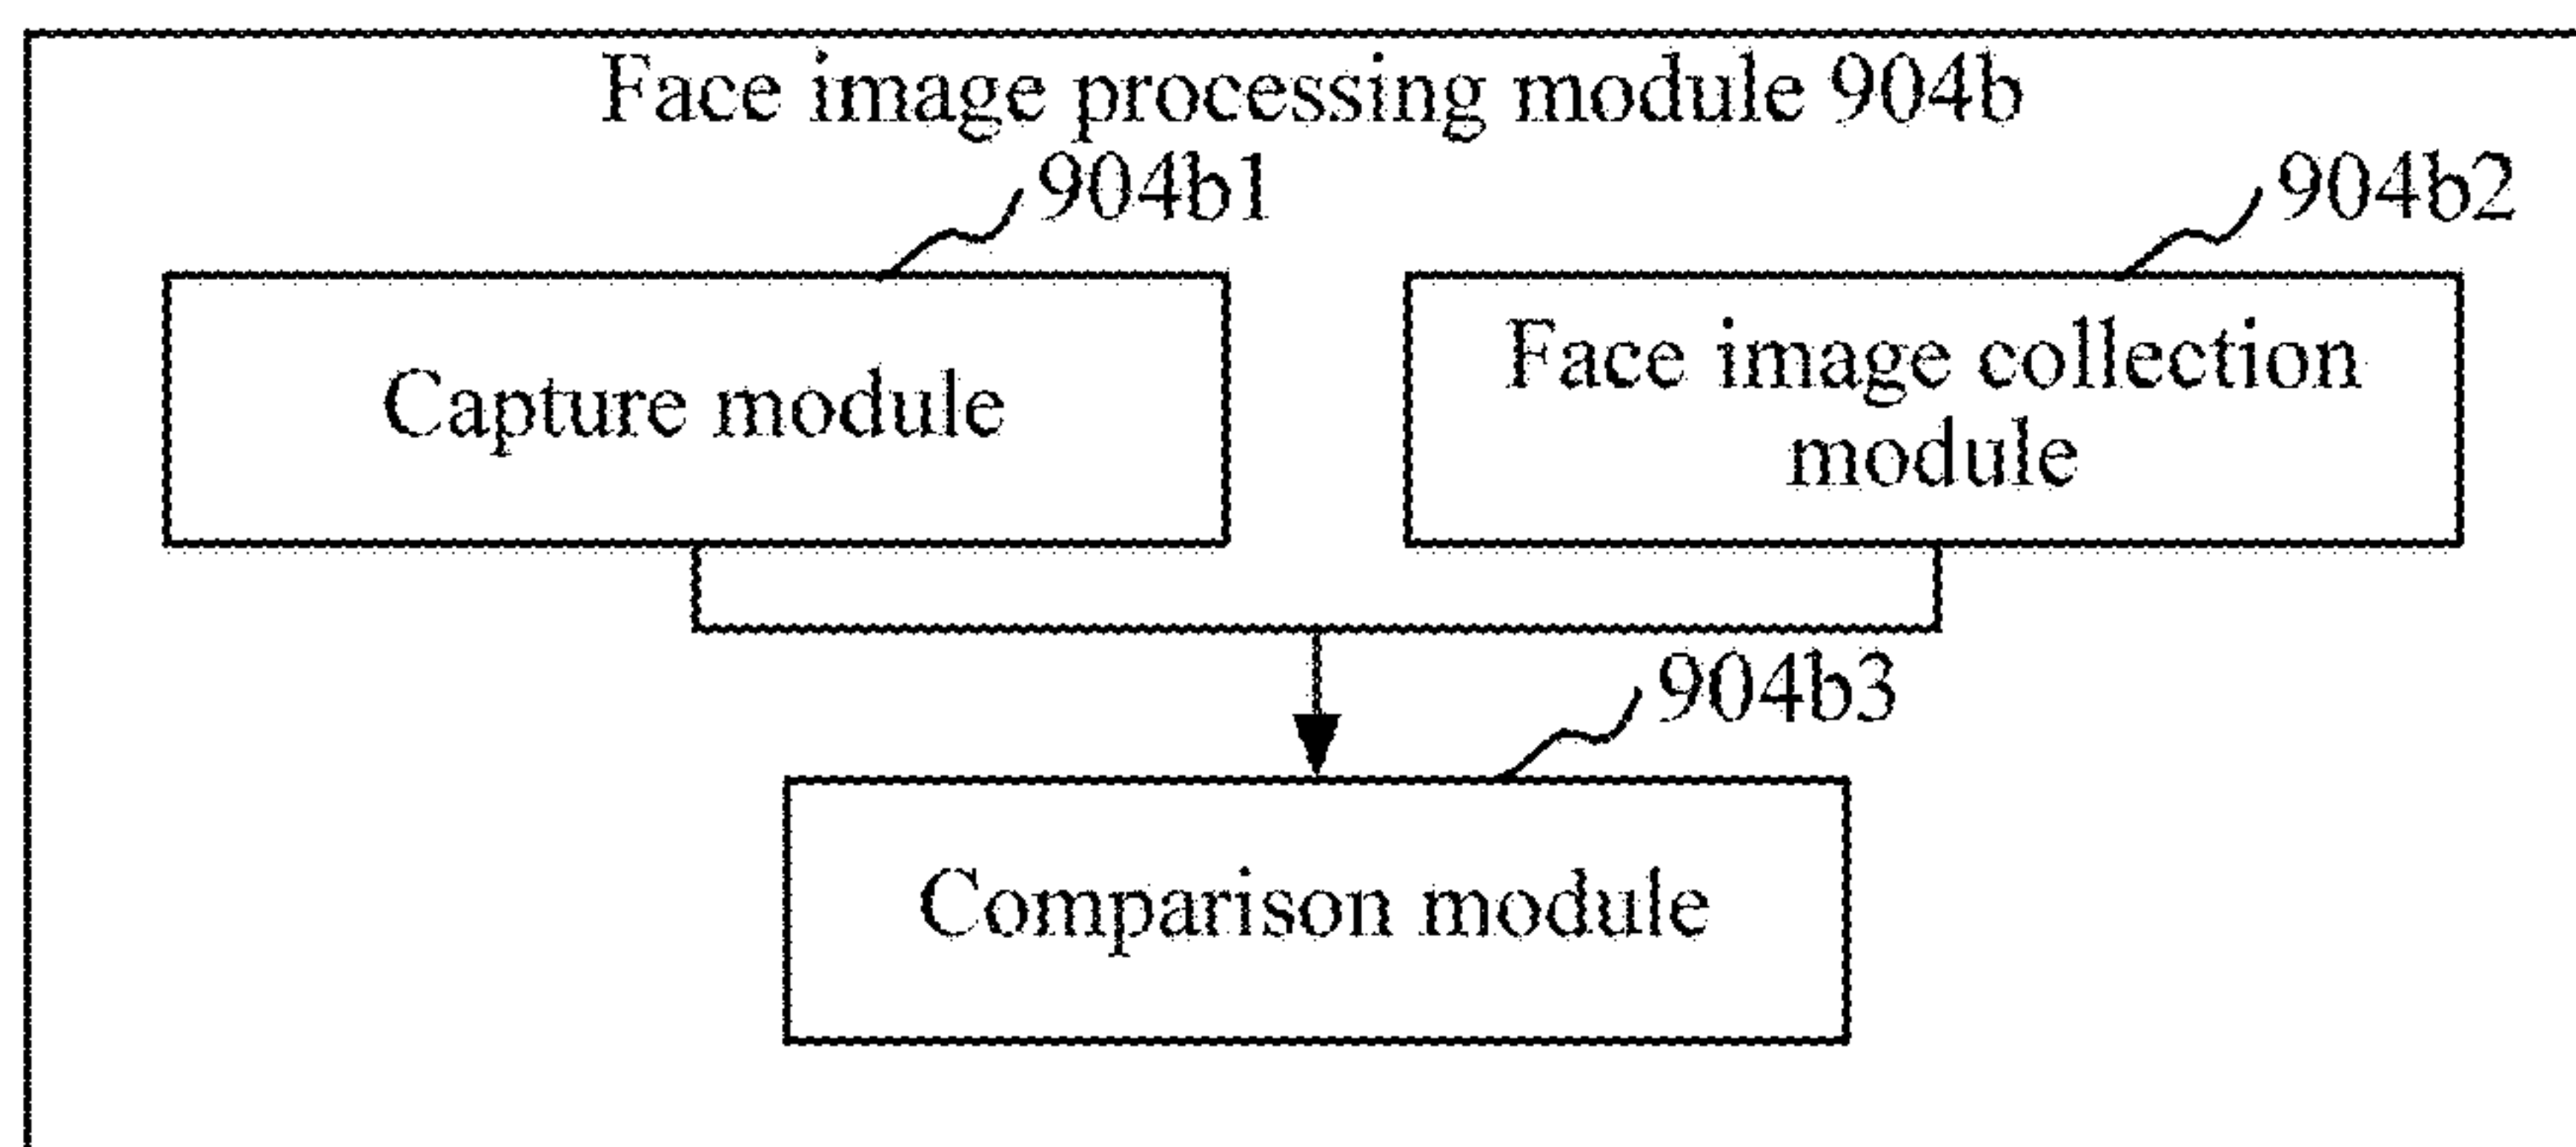 Face image processing module 904b
904b1
904b2
Capture module
Face image collection
module
904b3
Comparison module